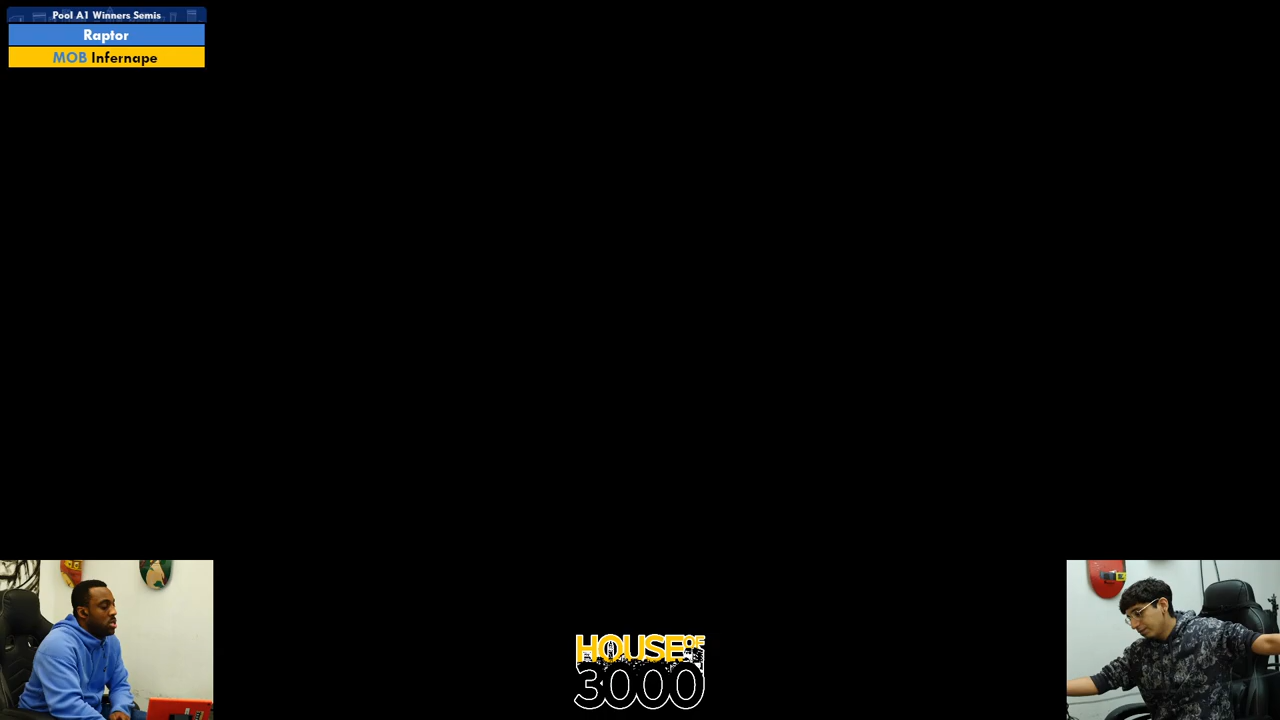 Pool A1 Winners Semis
Raptor
MOB Infernape
HOUSE OF
3000